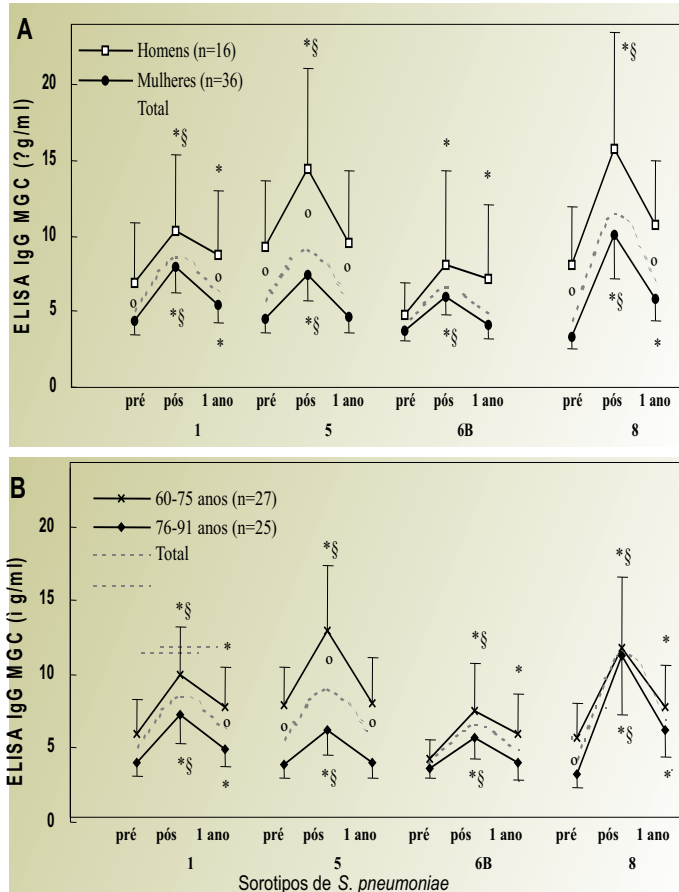 A
ELISA IgG MGC (?g/ml)
20
15
10
5
0
Homens (n=16)
Mulheres (n=36)
Total
*§ *§ *§ * * * *§
o o o o o o o
*§ * *§ *§ *§ *
pré pós 1 ano pré pós 1 ano pré pós 1 ano pré pós 1 ano
1 5 6B 8
B
ELISA IgG MGC (i g/ml)
20
15
10
5
0
60-75 anos (n=27)
76-91 anos (n=25)
Total
*§ * *§ *§ * *§ *
o o o o o
*§ * *§ *§ *§ *
pré pós 1 ano pré pós 1 ano pré pós 1 ano pré pós 1 ano
1 5 6B 8
Sorotipos de S. pneumoniae